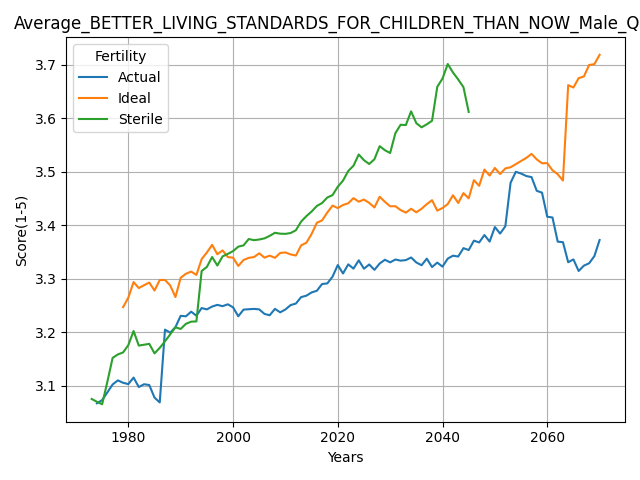 Average_BETTER_LIVING_STANDARDS_FOR_CHILDREN_THAN_NOW_Male_Q
Fertility
Actual
Ideal
Sterile
3.7
3.6
3.5
3.4
3.3
3.2
3.1
Score(1-5)
1980 2000 2020 2040 2060
Years